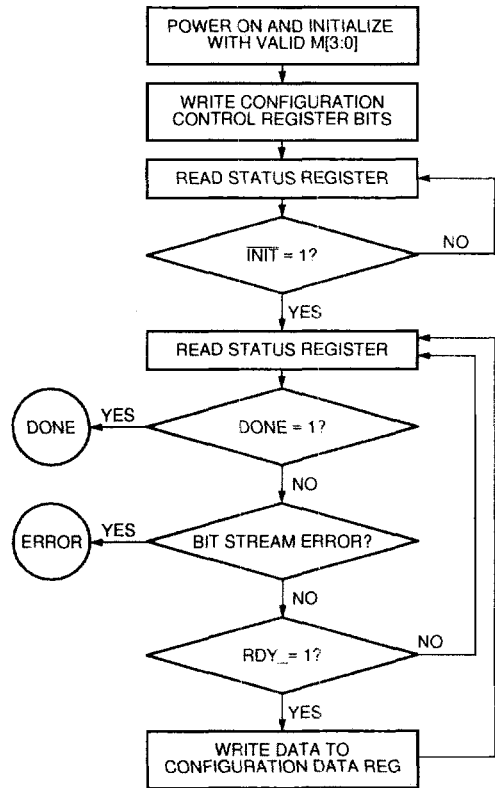 POWER ON AND INITIALIZE
WITH VALID M[3:0]
WRITE CONFIGURATION
CONTROL REGISTER BITS
READ STATUS REGISTER
INIT = 1?
NO
YES
READ STATUS REGISTER
DONE
YES
DONE = 1?
NO
ERROR
YES
BIT STREAM ERROR?
NO
RDY_= 1?
NO
YES
WRITE DATA TO
CONFIGURATION DATA REG